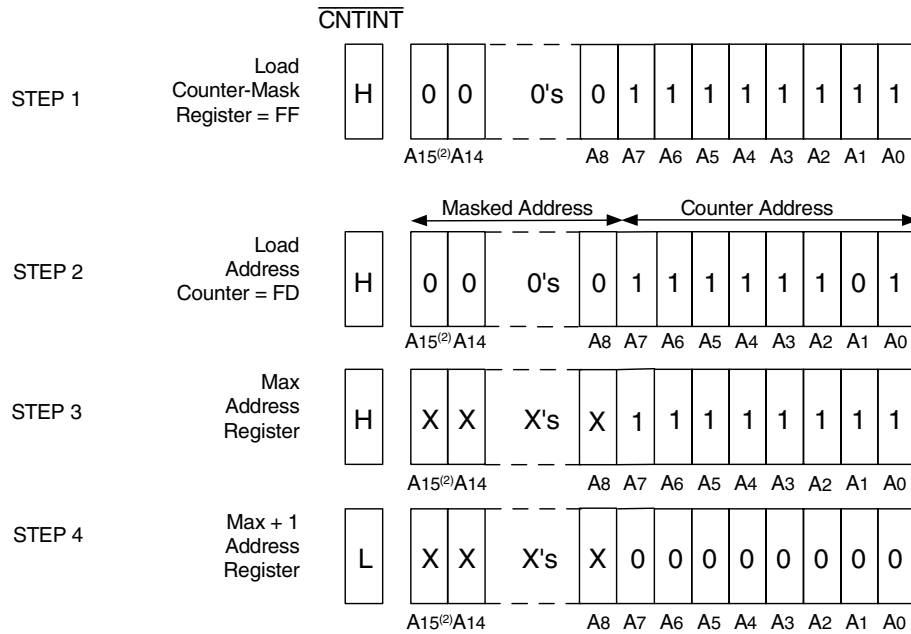 CNTINT
STEP 1
Load
Counter-Mask
Register = FF
H 0 0 0's 0 1 1 1 1 1 1 1 1
A15(2) A14 A8 A7 A6 A5 A4 A3 A2 A1 A0
Masked Address Counter Address
STEP 2
Load
Address
Counter = FD
H 0 0 0's 0 1 1 1 1 1 1 0 1
A15(2) A14 A8 A7 A6 A5 A4 A3 A2 A1 A0
STEP 3
Max
Address
Register
H X X X's X 1 1 1 1 1 1 1 1
A15(2) A14 A8 A7 A6 A5 A4 A3 A2 A1 A0
STEP 4
Max + 1
Address
Register
L X X X's X 0 0 0 0 0 0 0 0
A15(2) A14 A8 A7 A6 A5 A4 A3 A2 A1 A0